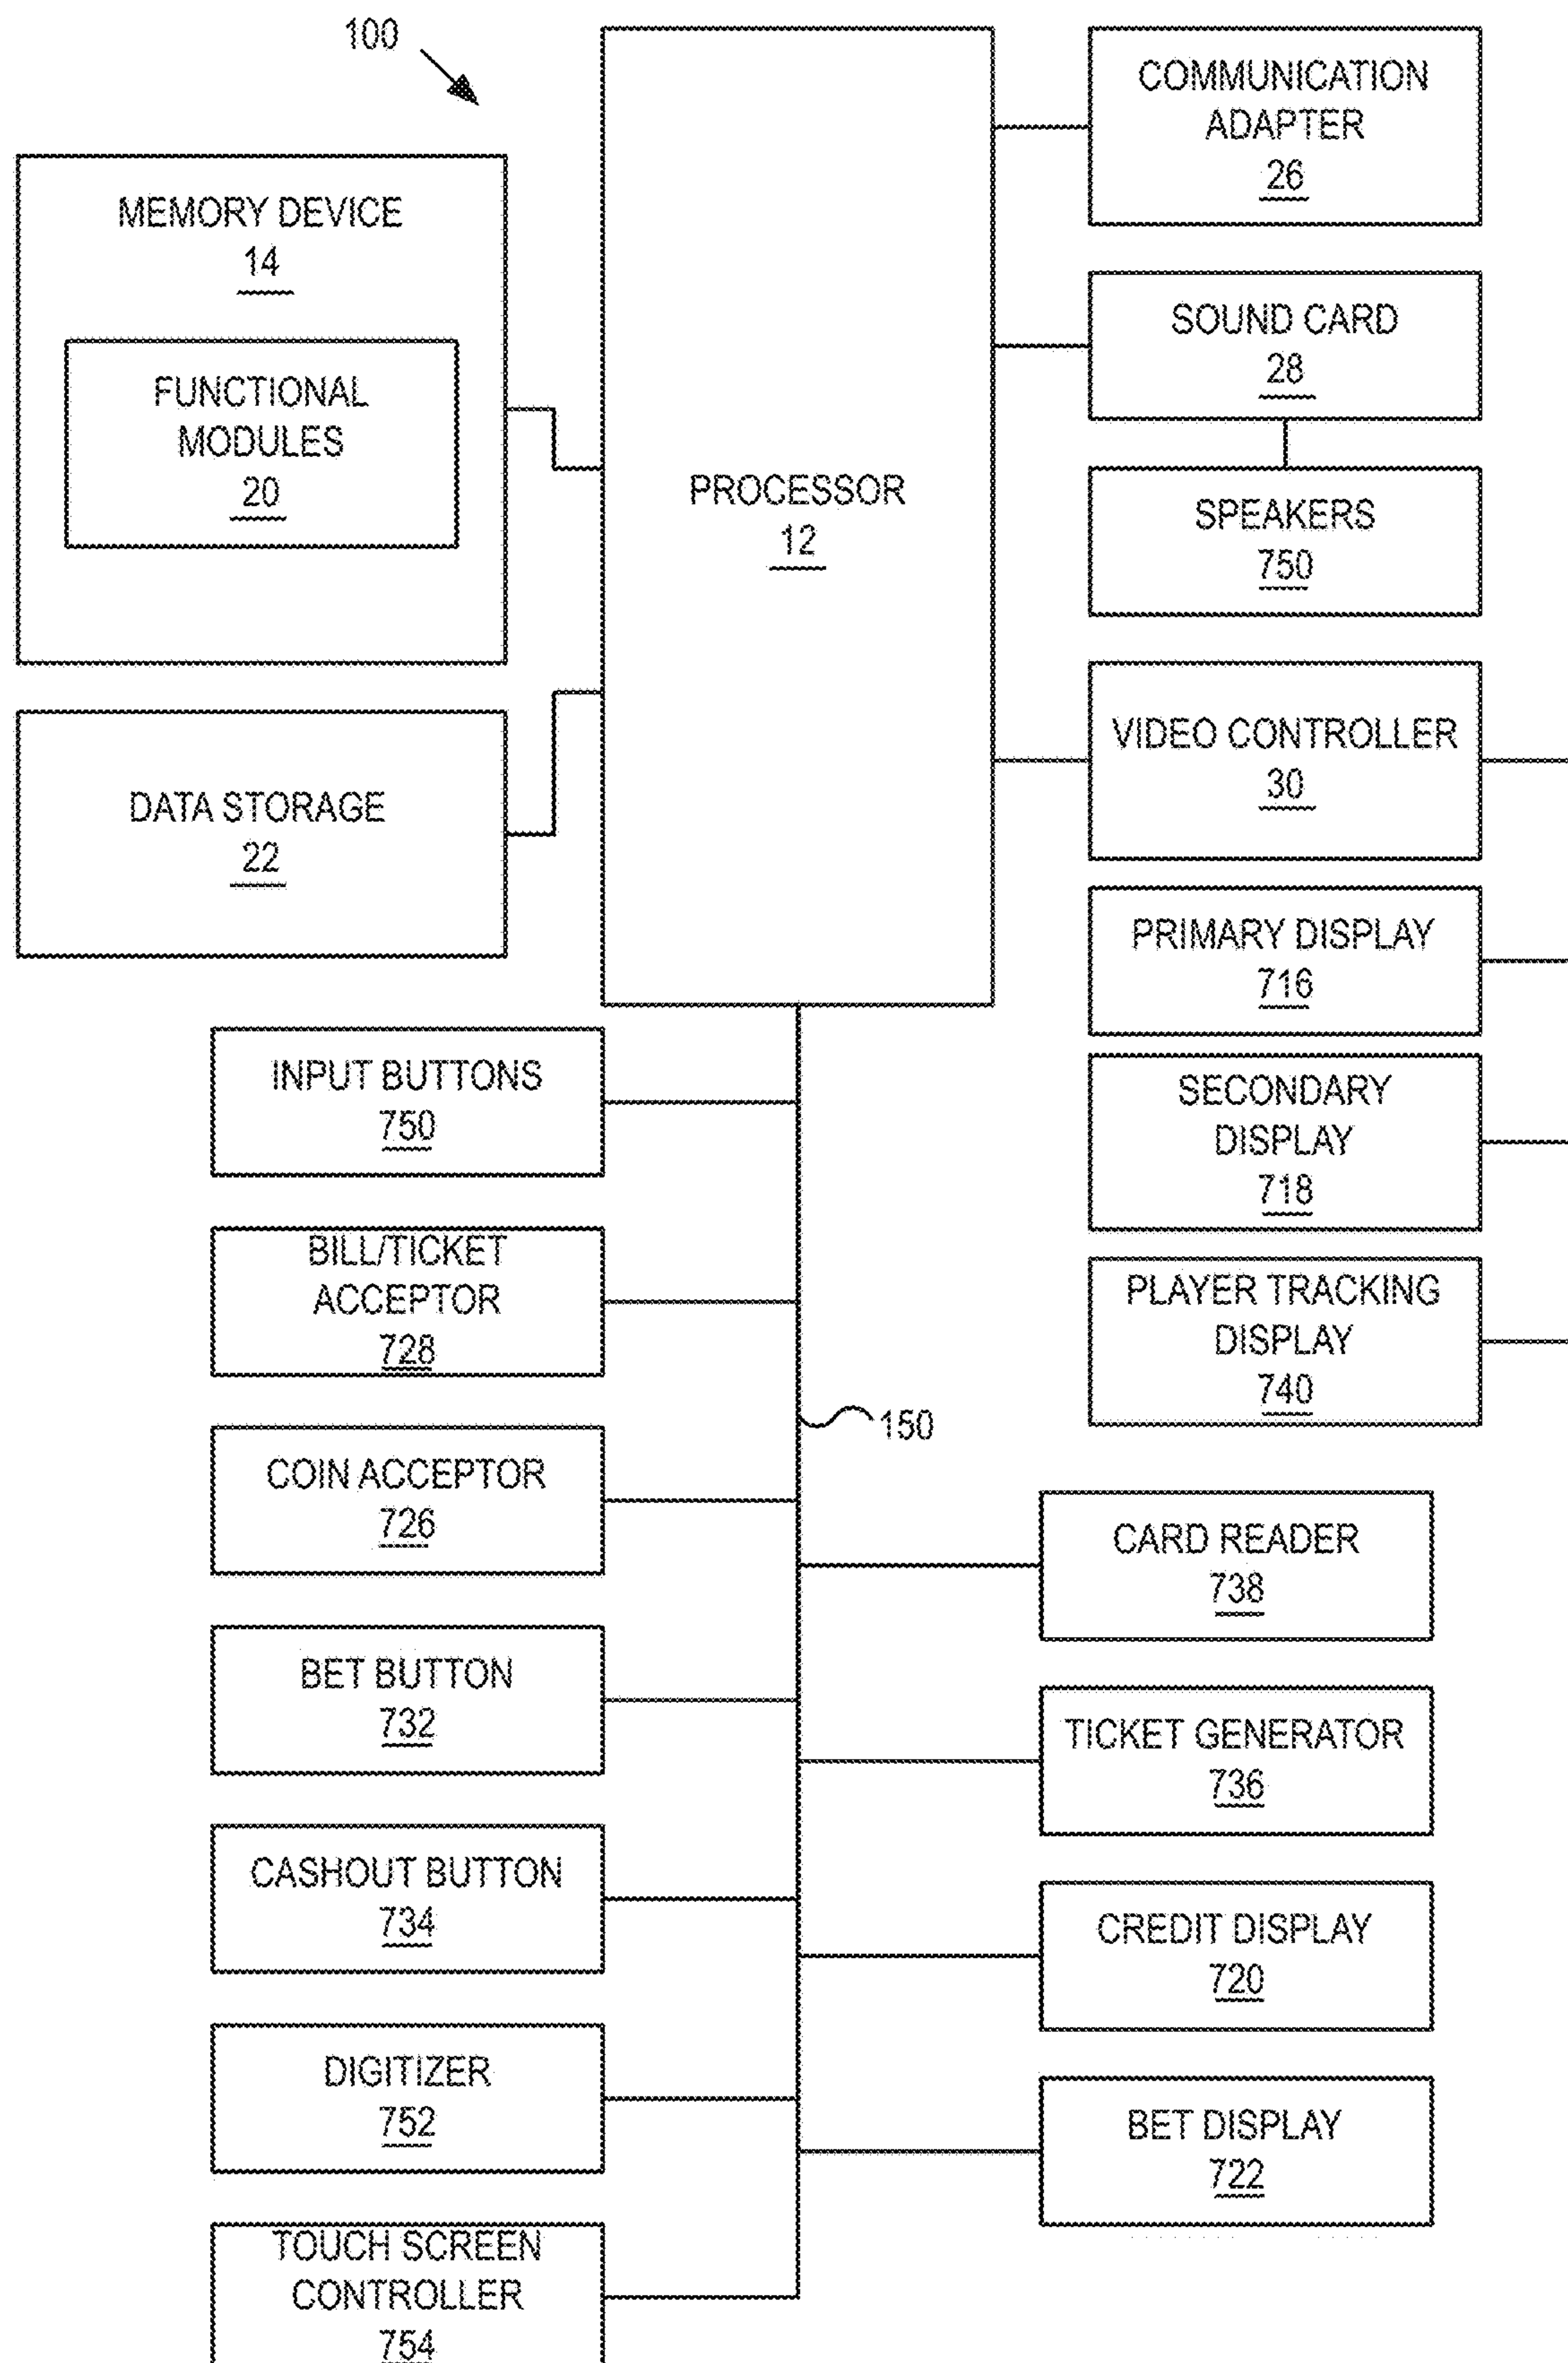 100
MEMORY DEVICE
14
FUNCTIONAL
MODULES
20
DATA STORAGE
22
PROCESSOR
12
COMMUNICATION
ADAPTER
26
SOUND CARD
28
SPEAKERS
750
VIDEO CONTROLLER
30
PRIMARY DISPLAY
716
SECONDARY
DISPLAY
718
PLAYER TRACKING
DISPLAY
740
INPUT BUTTONS
750
BILL/TICKET
ACCEPTOR
728
COIN ACCEPTOR
726
BET BUTTON
732
CASHOUT BUTTON
734
DIGITIZER
752
TOUCH SCREEN
CONTROLLER
754
150
CARD READER
738
TICKET GENERATOR
736
CREDIT DISPLAY
720
BET DISPLAY
722